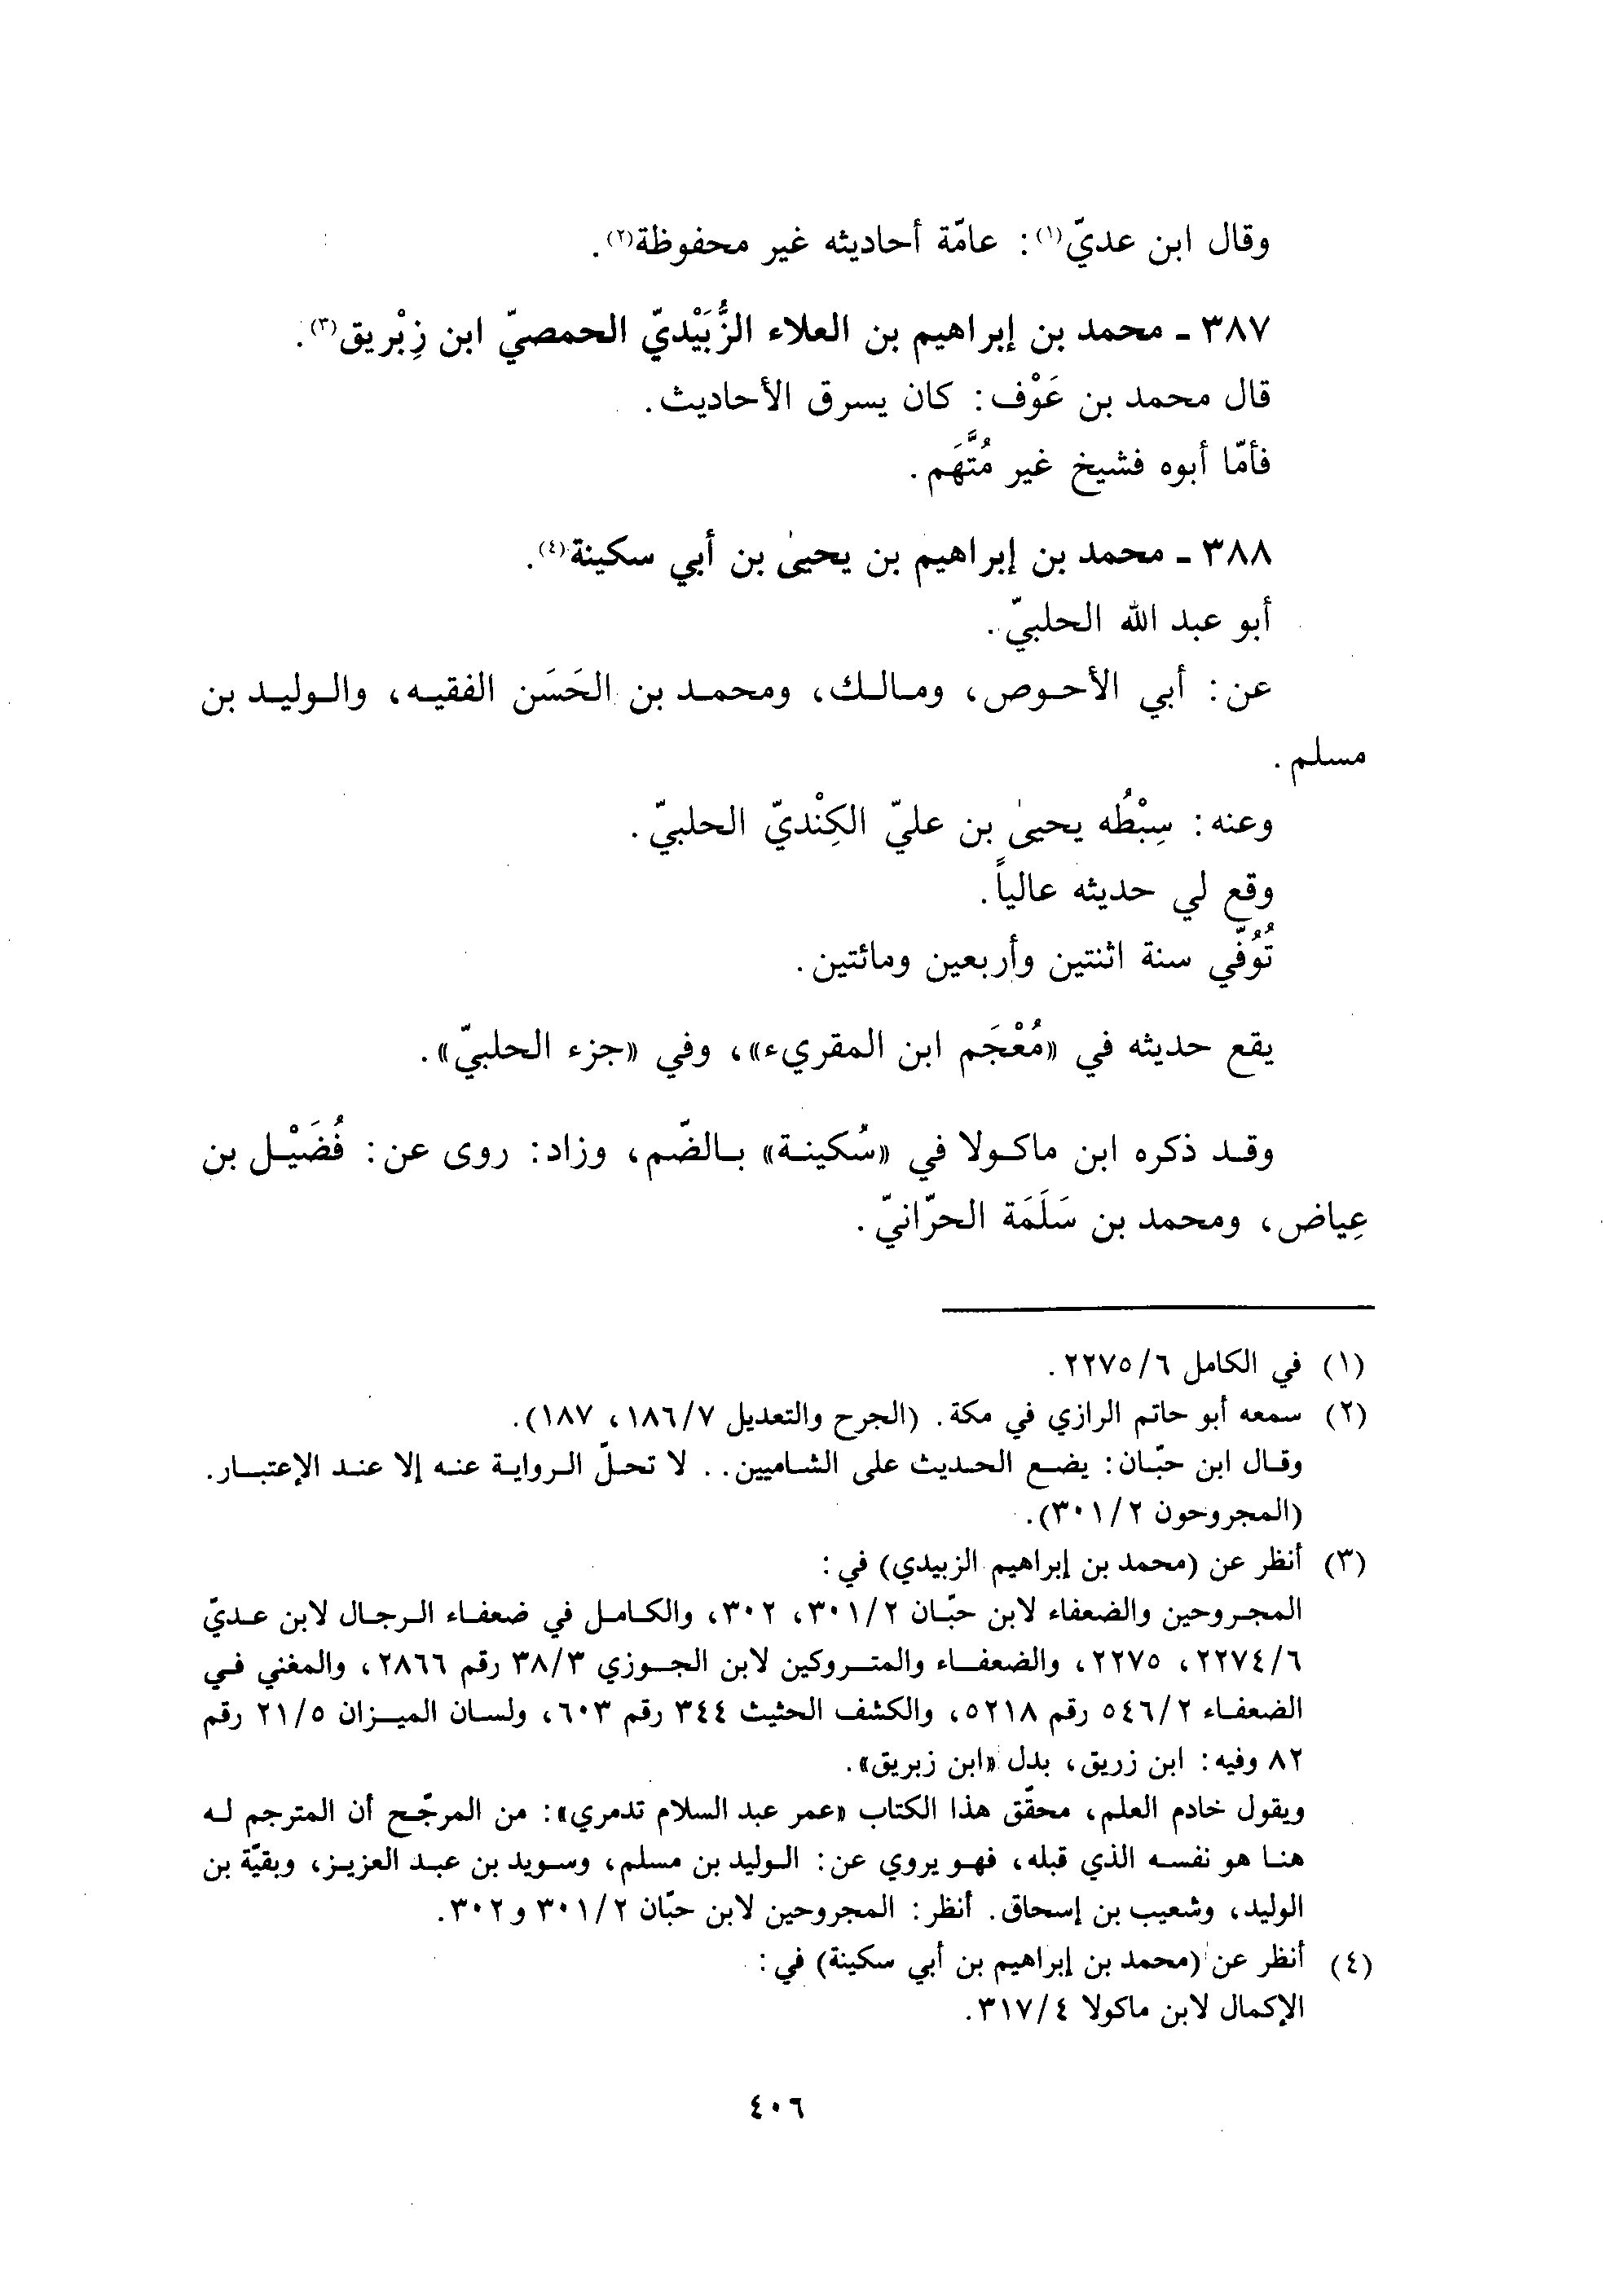 وقال ابن عديّ(١): عامّة أحاديثه غير محفوظة(٢).
٣٨٧ ـ محمد بن إبراهيم بن العلاء الزُّبَيْديّ الحمصيّ ابن زِبْريق(٣).
قال محمد بن عَوْف: كان يسرق الأحاديث.
فأمّا أبوه فشيخ غير مُتَّهَم.
٣٨٨ ـ محمد بن إبراهيم بن يحيىٰ بن أبي سكينة(٤).
أبو عبد الله الحلبيّ.
عن: أبي الأحوص، ومالك، ومحمد بن الحَسَن الفقيه، والوليد بن
مسلم.
وعنه: سِبْطُه يحيىٰ بن عليّ الكِنْديّ الحلبيّ.
وقع لي حديثه عالياً.
تُوُفّي سنة اثنتين وأربعين ومائتين.
يقع حديثه في «مُعْجَم ابن المقريء»، وفي «جزء الحلبيّ».
وقد ذكره ابن ماكولا في «سُكينة» بالضّم، وزاد: روى عن: فُضَيْل بن
عِياض، ومحمد بن سَلَمَة الحرّانيّ.
(١) في الكامل ٢٢٧٥/٦.
(٢) سمعه أبو حاتم الرازي في مكة. (الجرح والتعديل ١٨٦/٧، ١٨٧).
وقال ابن حبّان: يضع الحديث على الشاميين.. لا تحلّ الرواية عنه إلا عند الإعتبار.
(المجروحون ٣٠١/٢).
(٣) أنظر عن (محمد بن إبراهيم الزبيدي) في:
المجروحين والضعفاء لابن حبّان ٣٠١/٢، ٣٠٢، والكامل في ضعفاء الرجال لابن عديّ
٢٢٧٤/٦، ٢٢٧٥، والضعفاء والمتروكين لابن الجوزي ٣٨/٣ رقم ٢٨٦٦، والمغني في
الضعفاء ٥٤٦/٢ رقم ٥٢١٨، والكشف الحثيث ٣٤٤ رقم ٦٠٣، ولسان الميزان ٢١/٥ رقم
٨٢ وفيه: ابن زريق، بدل «ابن زبريق».
ويقول خادم العلم، محقّق هذا الكتاب «عمر عبد السلام تدمري»: من المرجّح أن المترجم له
هنا هو نفسه الذي قبله، فهو يروي عن: الوليد بن مسلم، وسويد بن عبد العزيز، وبقيّة بن
الوليد، وشعيب بن إسحاق. أنظر: المجروحين لابن حبّان ٣٠١/٢ و٣٠٢.
(٤) أنظر عن (محمد بن إبراهيم بن أبي سكينة) في:
الإكمال لابن ماكولا ٣١٧/٤.
٤٠٦